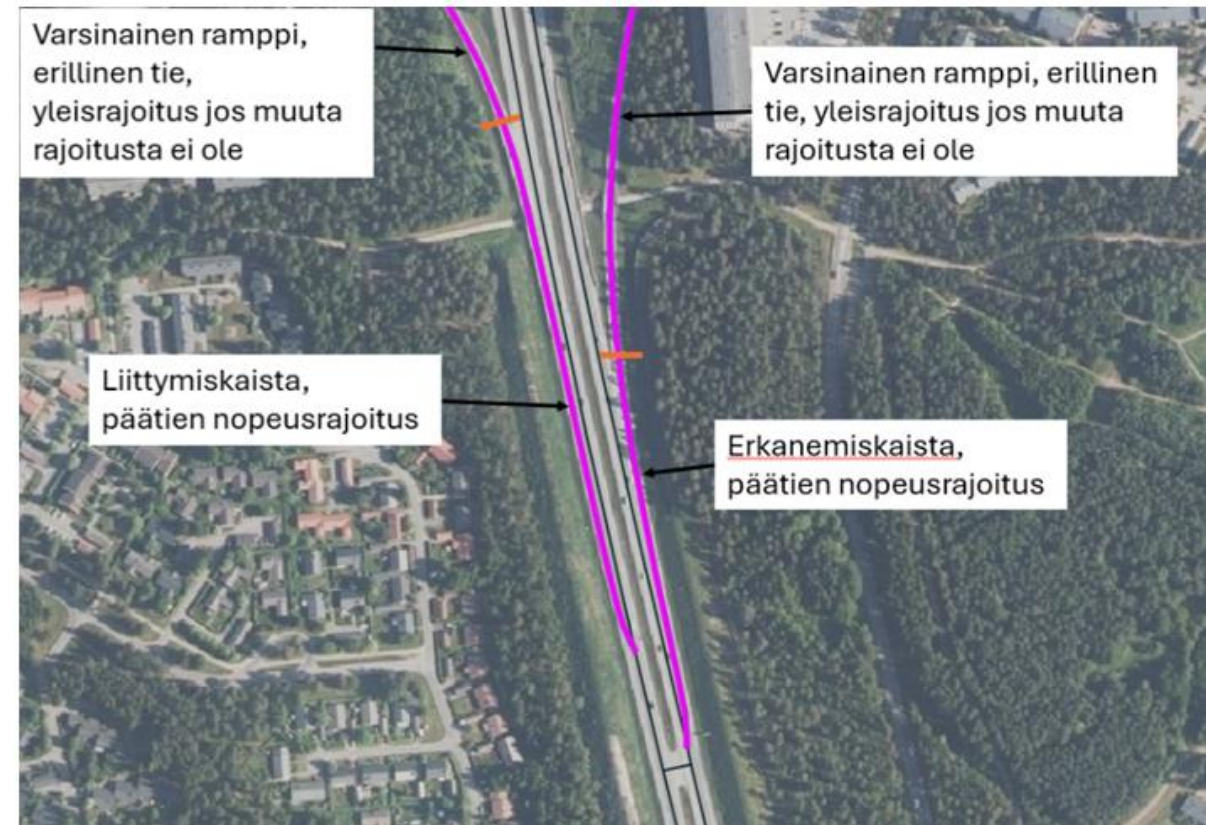 Varsinainen ramppi,
erillinen tie,
yleisrajoitus jos muuta
rajoitusta ei ole
Varsinainen ramppi, erillinen
tie, yleisrajoitus jos muuta
rajoitusta ei ole
Liittymiskaista,
päätien nopeusrajoitus
Erkanemiskaista,
päätien nopeusrajoitus